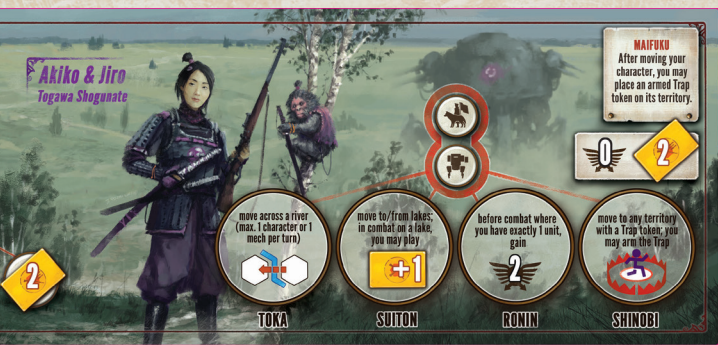 Akiko & Jiro
Togawa Shogunate
MAIFUKU
After moving your
character, you may
place an armed Trap
token on its territory.
0
2
2
move across a river
(max. 1 character or 1
mech per turn)
TOKA
move to/from lakes;
in combat on a lake,
you may play
+1
SUITON
before combat where
you have exactly 1 unit,
gain
2
RONIN
move to any territory
with a Trap token; you
may arm the Trap
SHINOBI